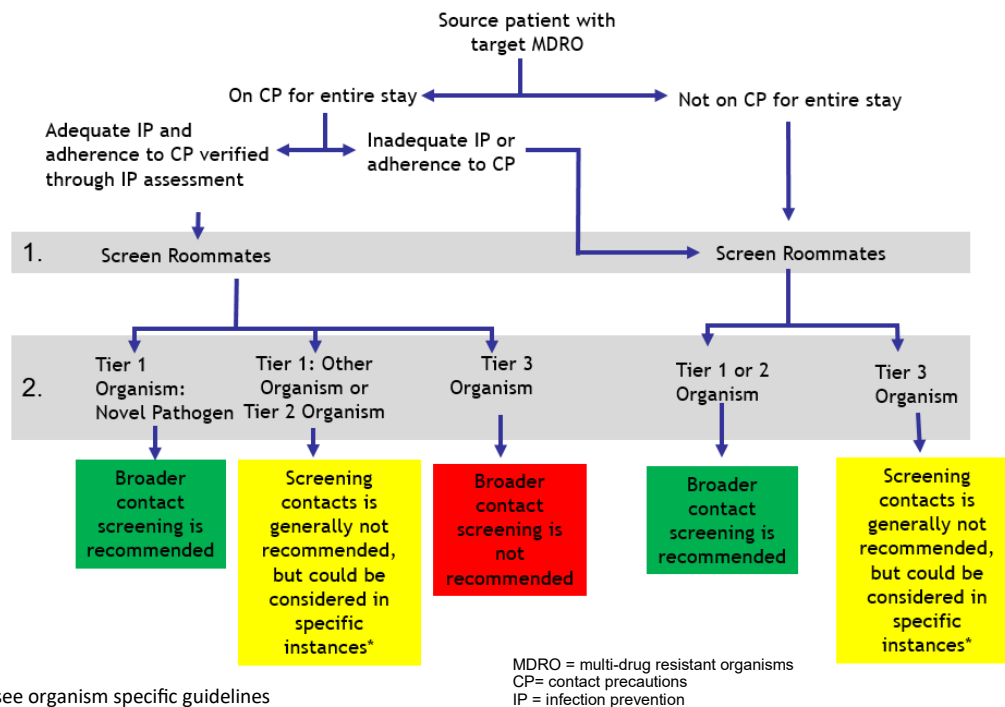 Source patient with
target MDRO
On CP for entire stay
Not on CP for entire stay
Adequate IP and
adherence to CP verified
through IP assessment
Inadequate IP or
adherence to CP
1.
Screen Roommates
Screen Roommates
2.
Tier 1
Organism:
Novel Pathogen
Tier 1: Other
Organism or
Tier 2 Organism
Tier 3
Organism
Tier 1 or 2
Organism
Tier 3
Organism
Broader
contact
screening is
recommended
Screening
contacts is
generally not
recommended,
but could be
considered in
specific
instances*
Broader
contact
screening is
not
recommended
Broader
contact
screening is
recommended
Screening
contacts is
generally not
recommended,
but could be
considered in
specific
instances*
see organism specific guidelines
MDRO = multi-drug resistant organisms
CP= contact precautions
IP = infection prevention